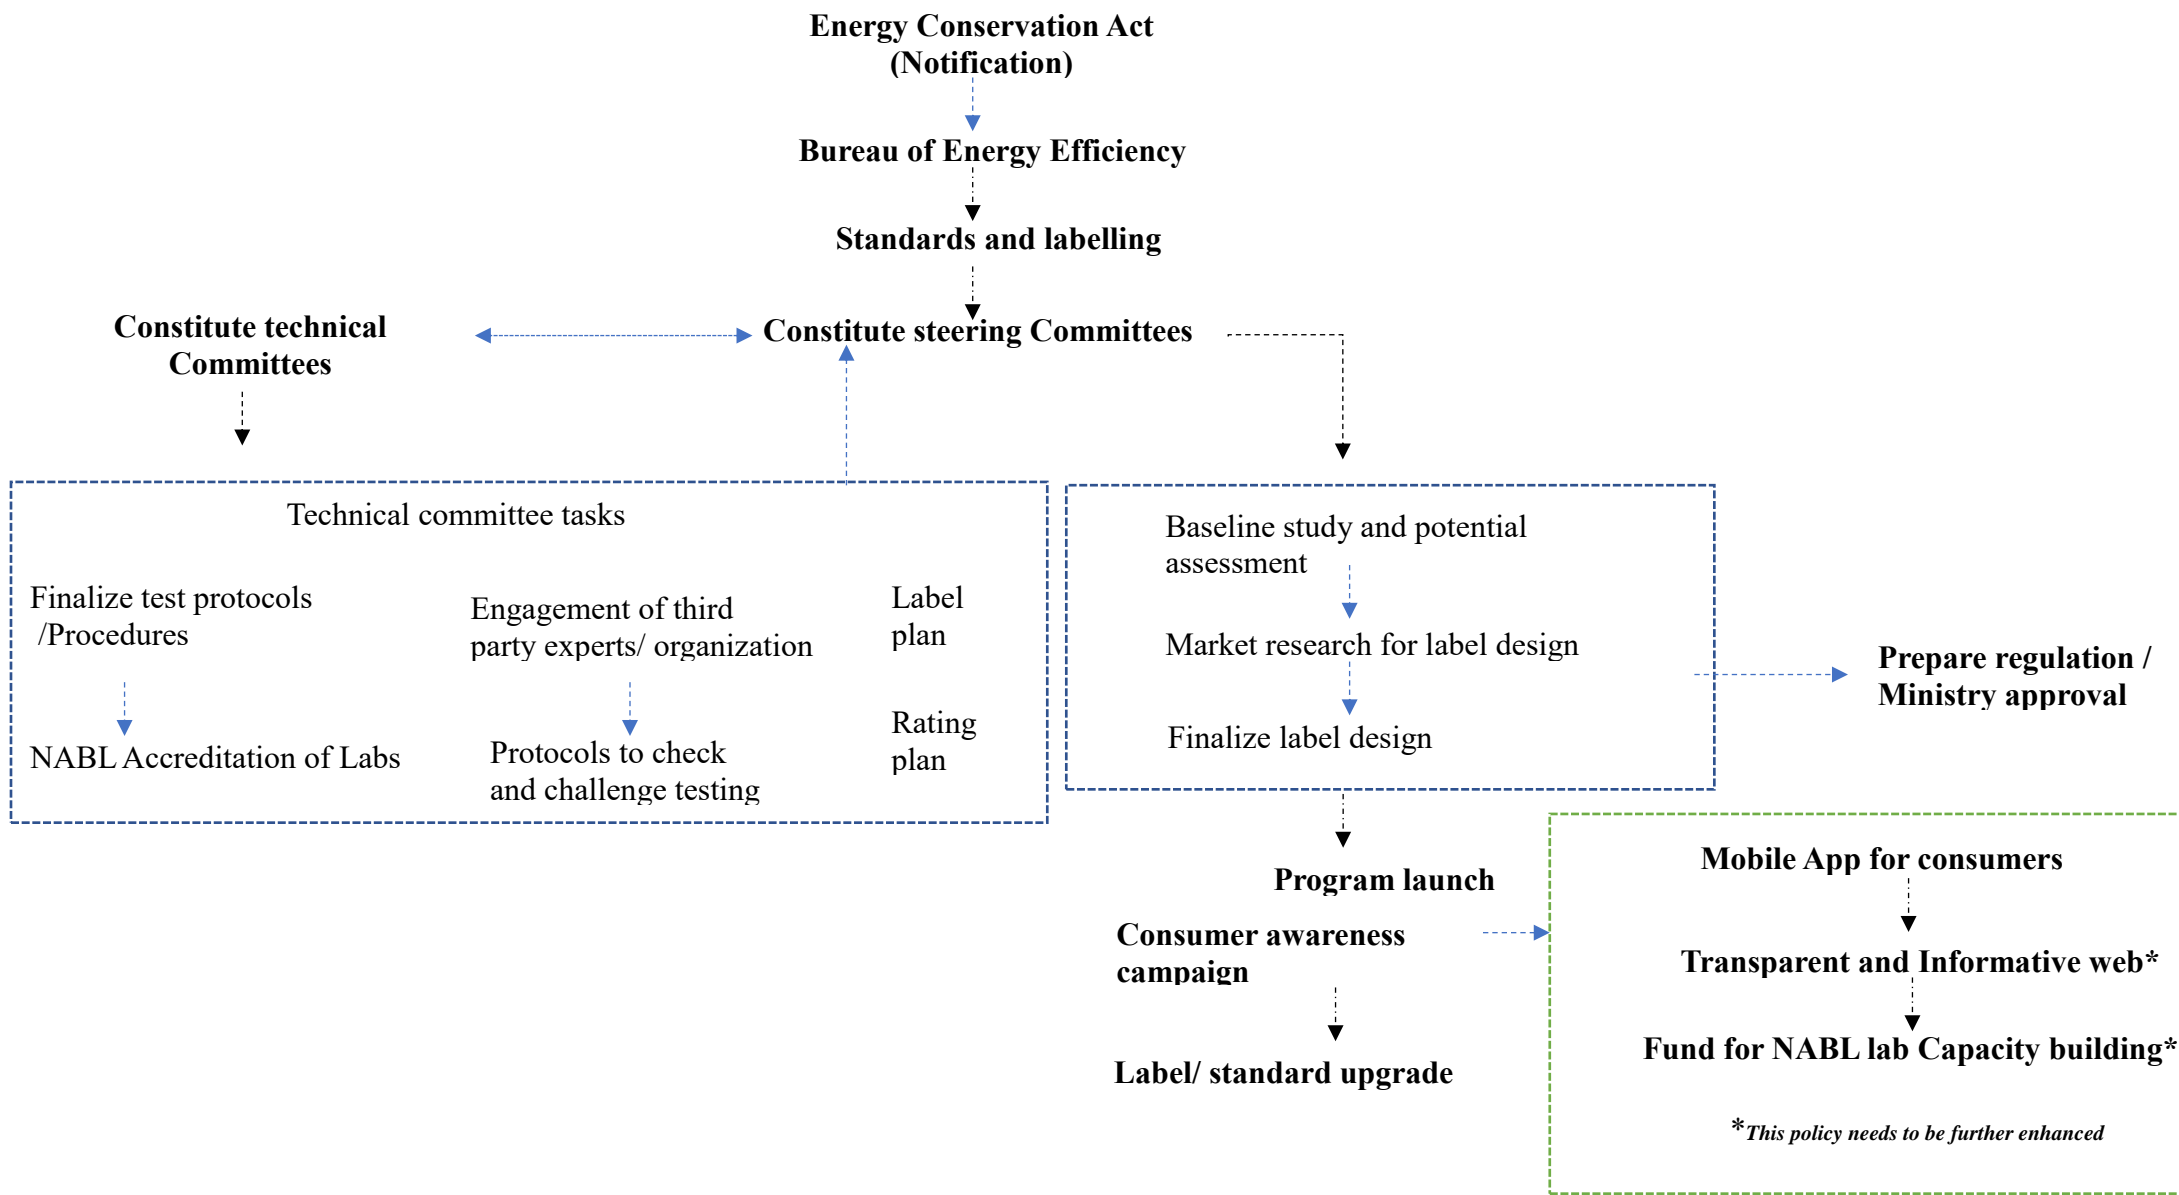 Energy Conservation Act
(Notification)
Bureau of Energy Efficiency
Standards and labelling
Constitute technical
Committees
Constitute steering Committees
Technical committee tasks
Finalize test protocols
/Procedures
NABL Accreditation of Labs
Engagement of third
party experts/ organization
Protocols to check
and challenge testing
Label
plan
Rating
plan
Baseline study and potential
assessment
Market research for label design
Finalize label design
Prepare regulation /
Ministry approval
Program launch
Consumer awareness
campaign
Label/ standard upgrade
Mobile App for consumers
Transparent and Informative web*
Fund for NABL lab Capacity building*
*This policy needs to be further enhanced